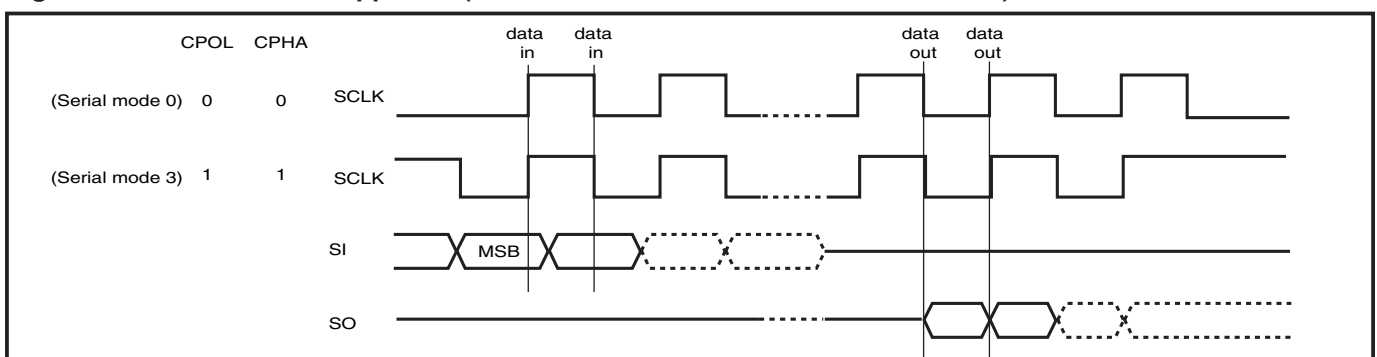 data data data data
in in out out
CPOL CPHA
(Serial mode 0) 0 0 SCLK
(Serial mode 3) 1 1 SCLK
SI MSB
SO